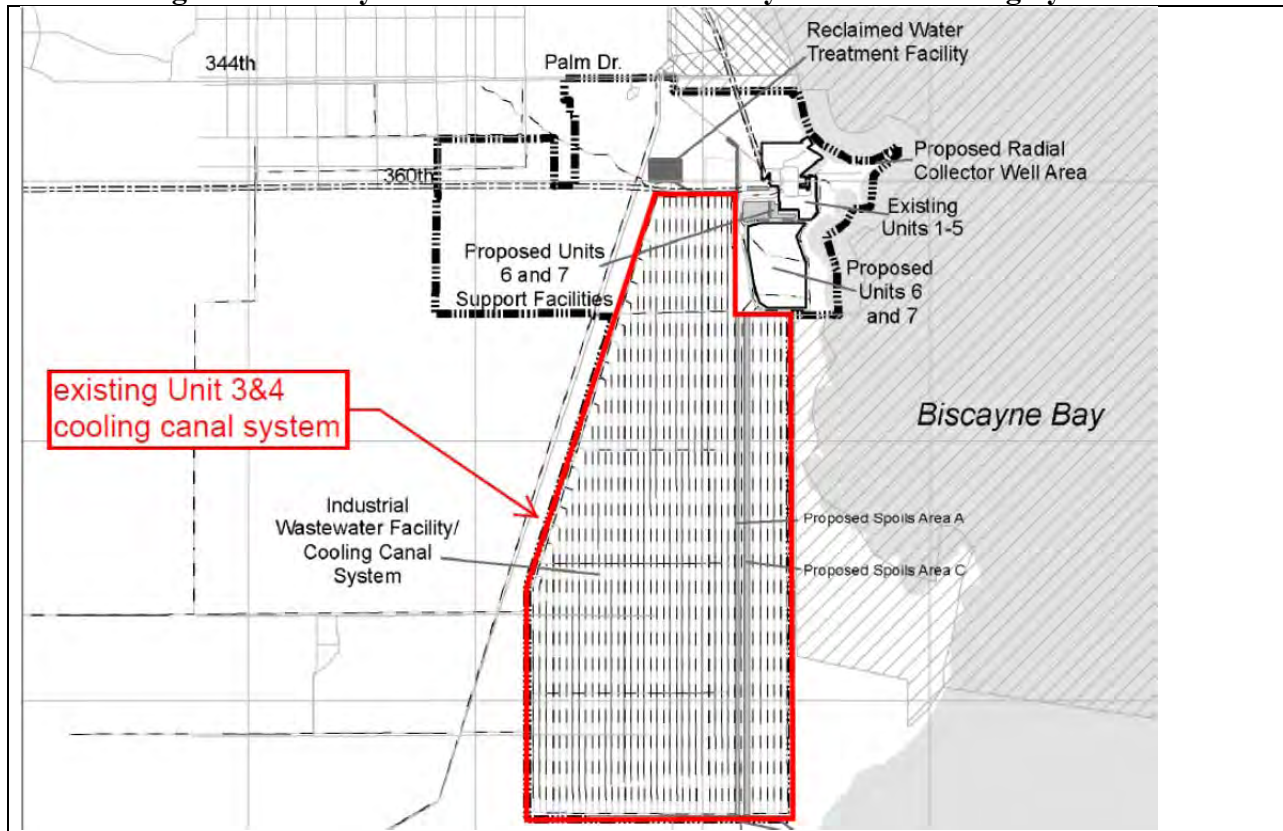 344th
Palm Dr.
Reclaimed Water
Treatment Facility
360th
Proposed Radial
Collector Well Area
Existing
Units 1-5
Proposed Units
6 and 7
Support Facilities
Proposed
Units 6
and 7
existing Unit 3&4
cooling canal system
Biscayne Bay
Industrial
Wastewater Facility/
Cooling Canal
System
Proposed Spoils Area A
Proposed Spoils Area C